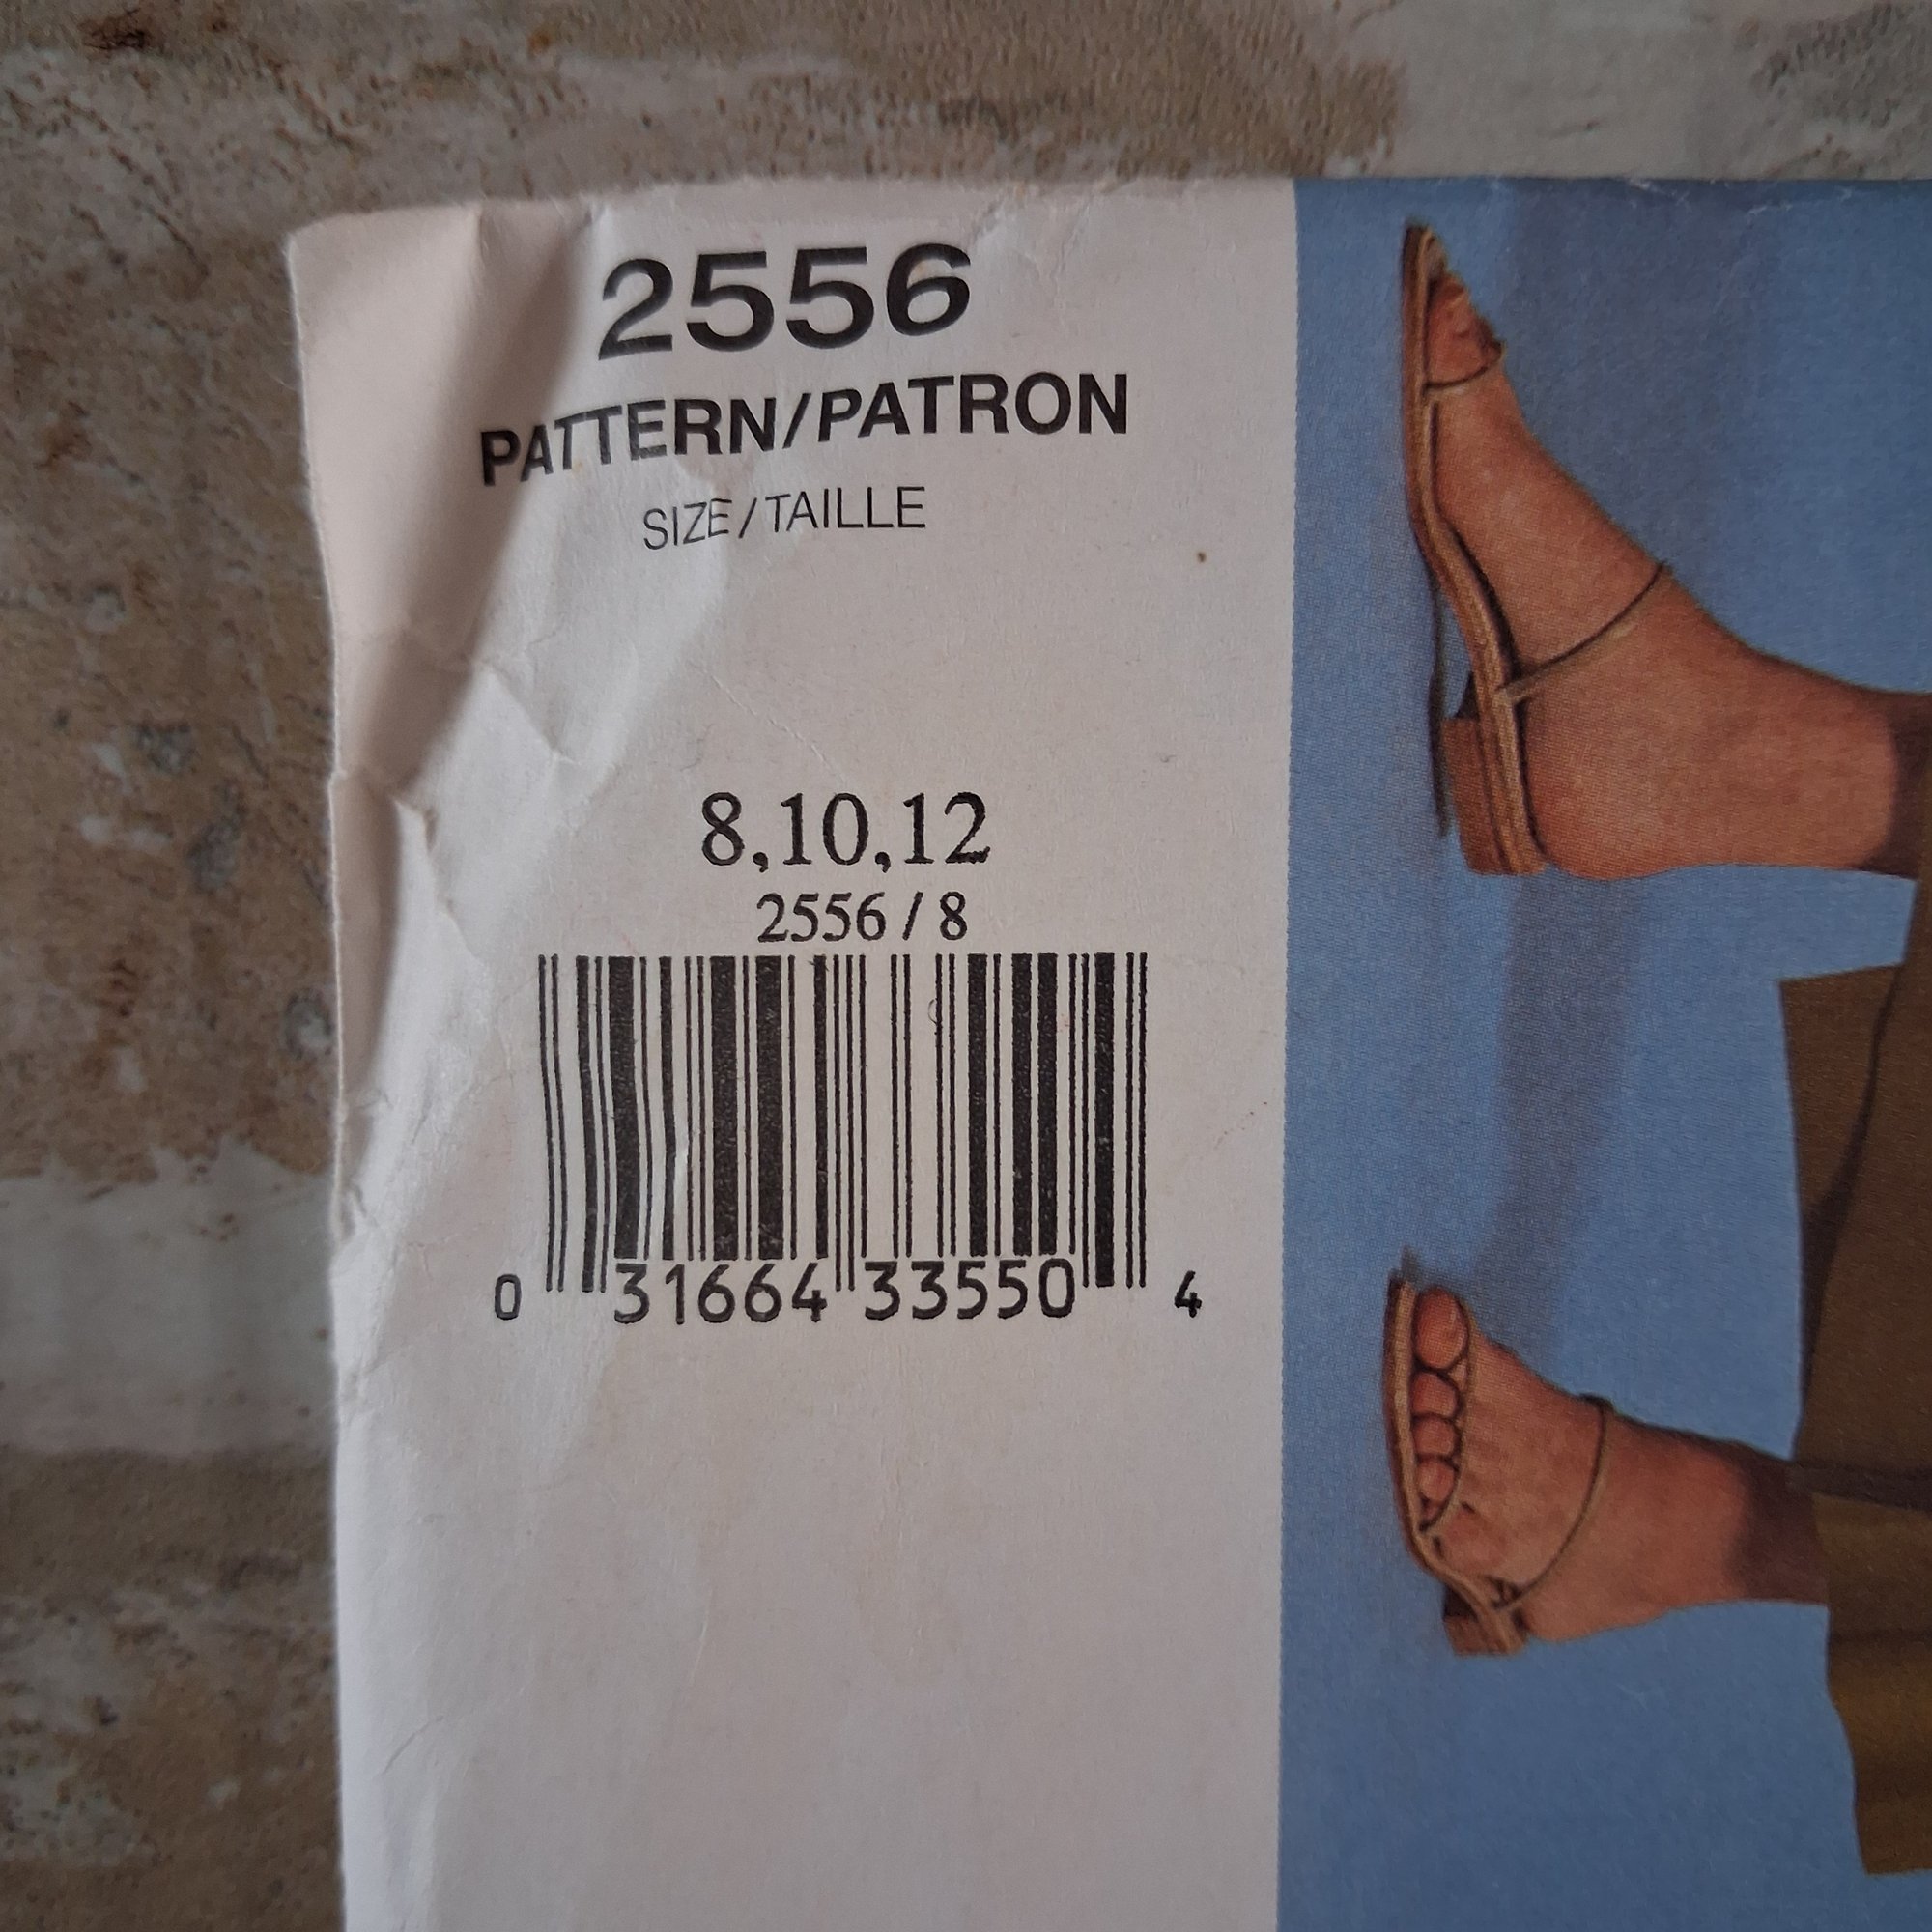 2556
PATTERN/PATRON
SIZE/TAILLE
8,10,12
2556 / 8
0 31664 33550 4